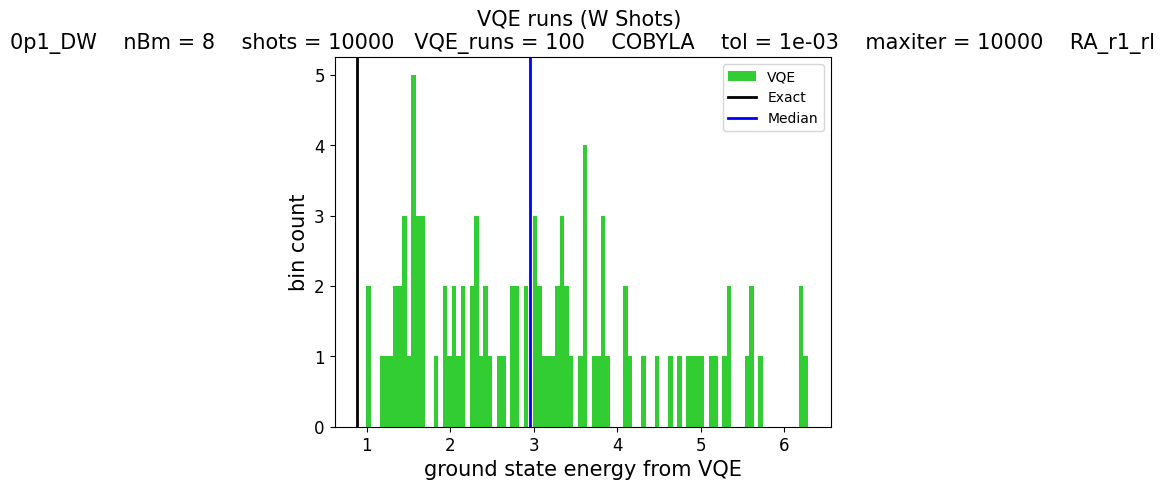 VQE runs (W Shots)
0p1_DW    nBm = 8    shots = 10000   VQE_runs = 100    COBYLA    tol = 1e-03    maxiter = 10000    RA_r1_rl
VQE
Exact
Median
5
4
3
2
1
0
bin count
1 2 3 4 5 6
ground state energy from VQE